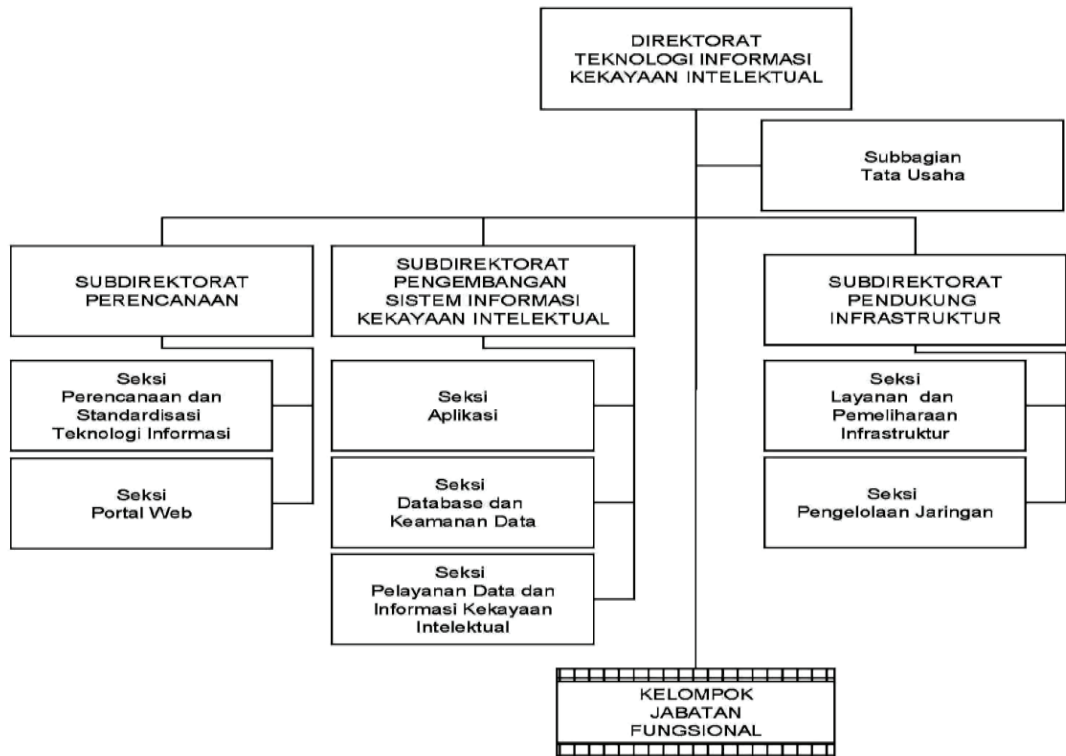 DIREKTORAT
TEKNOLOGI INFORMASI
KEKAYAAN INTELEKTUAL
Subbagian
Tata Usaha
SUBDIREKTORAT
PERENCANAAN
SUBDIREKTORAT
PENGEMBANGAN
SISTEM INFORMASI
KEKAYAAN INTELEKTUAL
SUBDIREKTORAT
PENDUKUNG
INFRASTRUKTUR
Seksi
Perencanaan dan
Standardisasi
Teknologi Informasi
Seksi
Aplikasi
Seksi
Layanan dan
Pemeliharaan
Infrastruktur
Seksi
Portal Web
Seksi
Database dan
Keamanan Data
Seksi
Pengelolaan Jaringan
Seksi
Pelayanan Data dan
Informasi Kekayaan
Intelektual
KELOMPOK
JABATAN
FUNGSIONAL